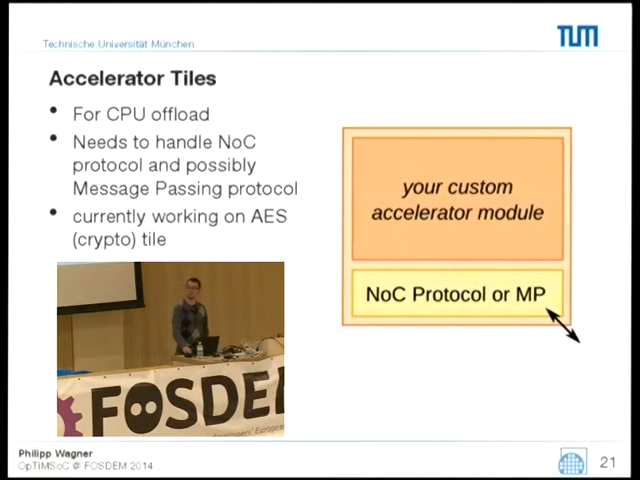 TUM
Technische Universität München
Accelerator Tiles
• For CPU offload
• Needs to handle NoC
protocol and possibly
Message Passing protocol
• currently working on AES
(crypto) tile
your custom
accelerator module
NoC Protocol or MP
FOSDEM
developers' European
Philipp Wagner
OpTiMSoC @ FOSDEM 2014
21